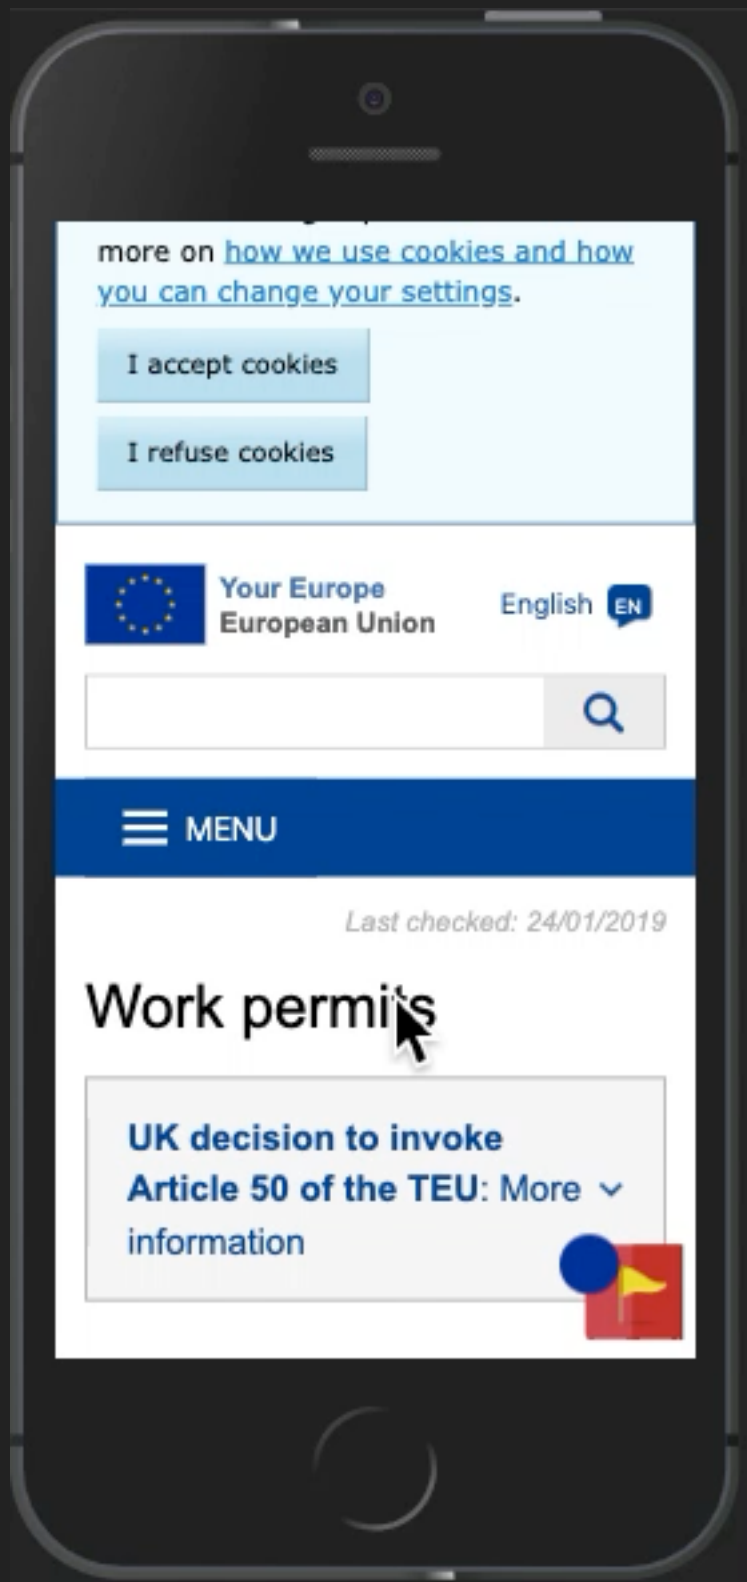 more on how we use cookies and how
you can change your settings.
I accept cookies
I refuse cookies
Your Europe
European Union
English EN
MENU
Last checked: 24/01/2019
Work permits
UK decision to invoke
Article 50 of the TEU: More
information